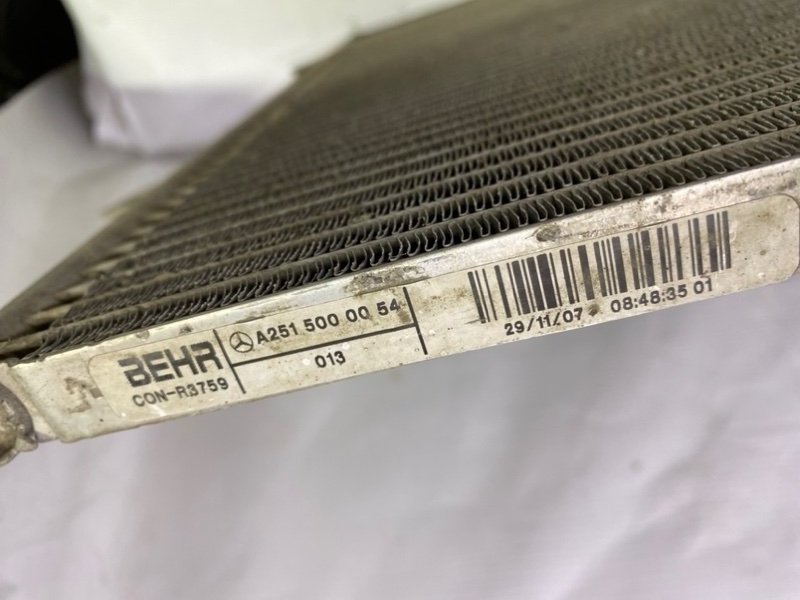 BEHR
CON-R3759
A251 500 00 54
013
29/11/07 08:48:35 01